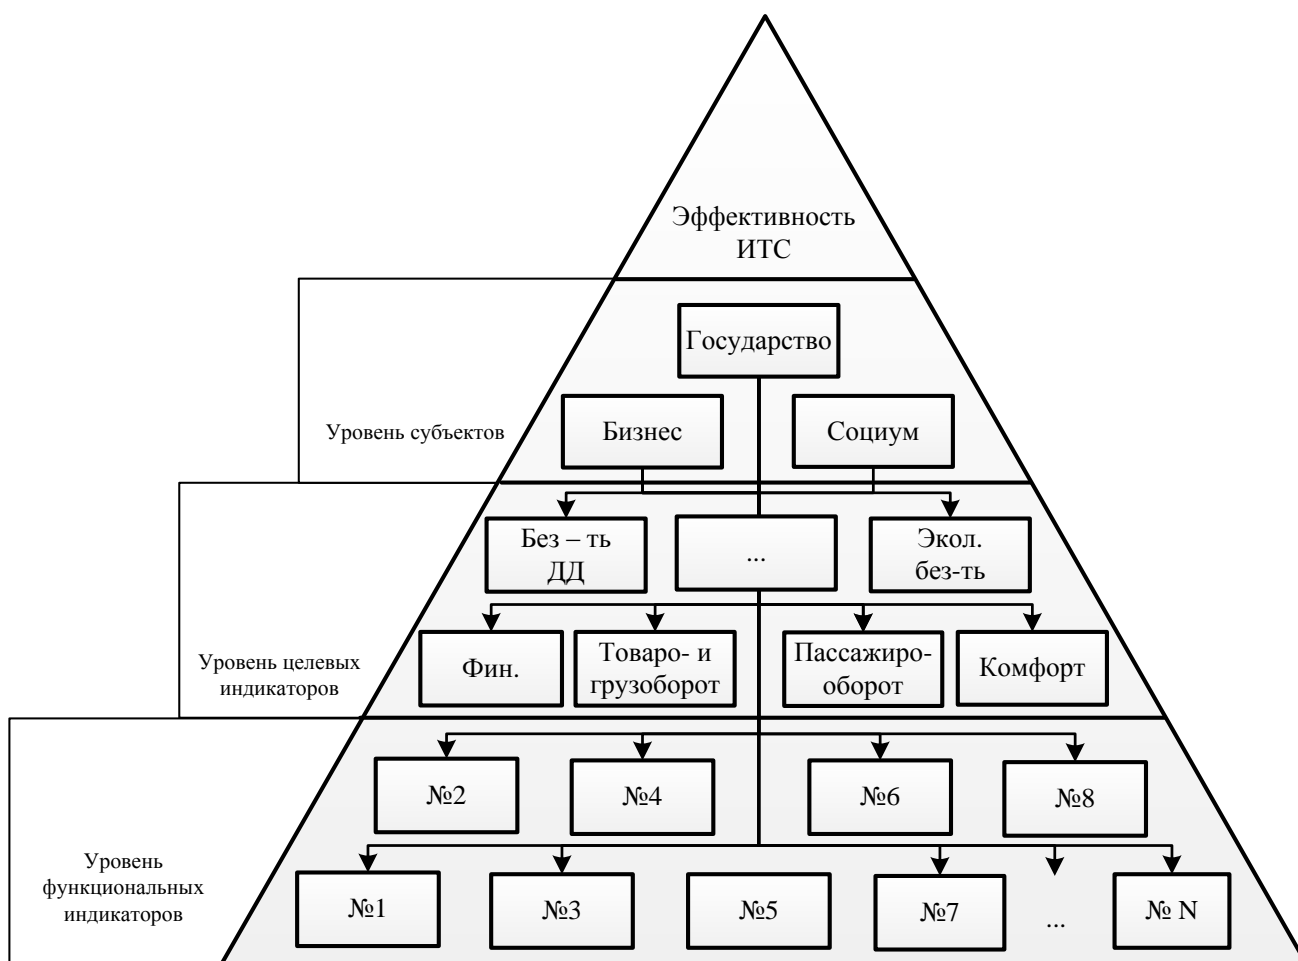 Эффективность
ИТС
Государство
Уровень субъектов
Бизнес
Социум
Без – ть
ДД
...
Экол.
без-ть
Уровень целевых
индикаторов
Фин.
Товаро- и
грузоборот
Пассажиро-
оборот
Комфорт
№2
№4
№6
№8
Уровень
функциональных
индикаторов
№1
№3
№5
№7
...
№ N